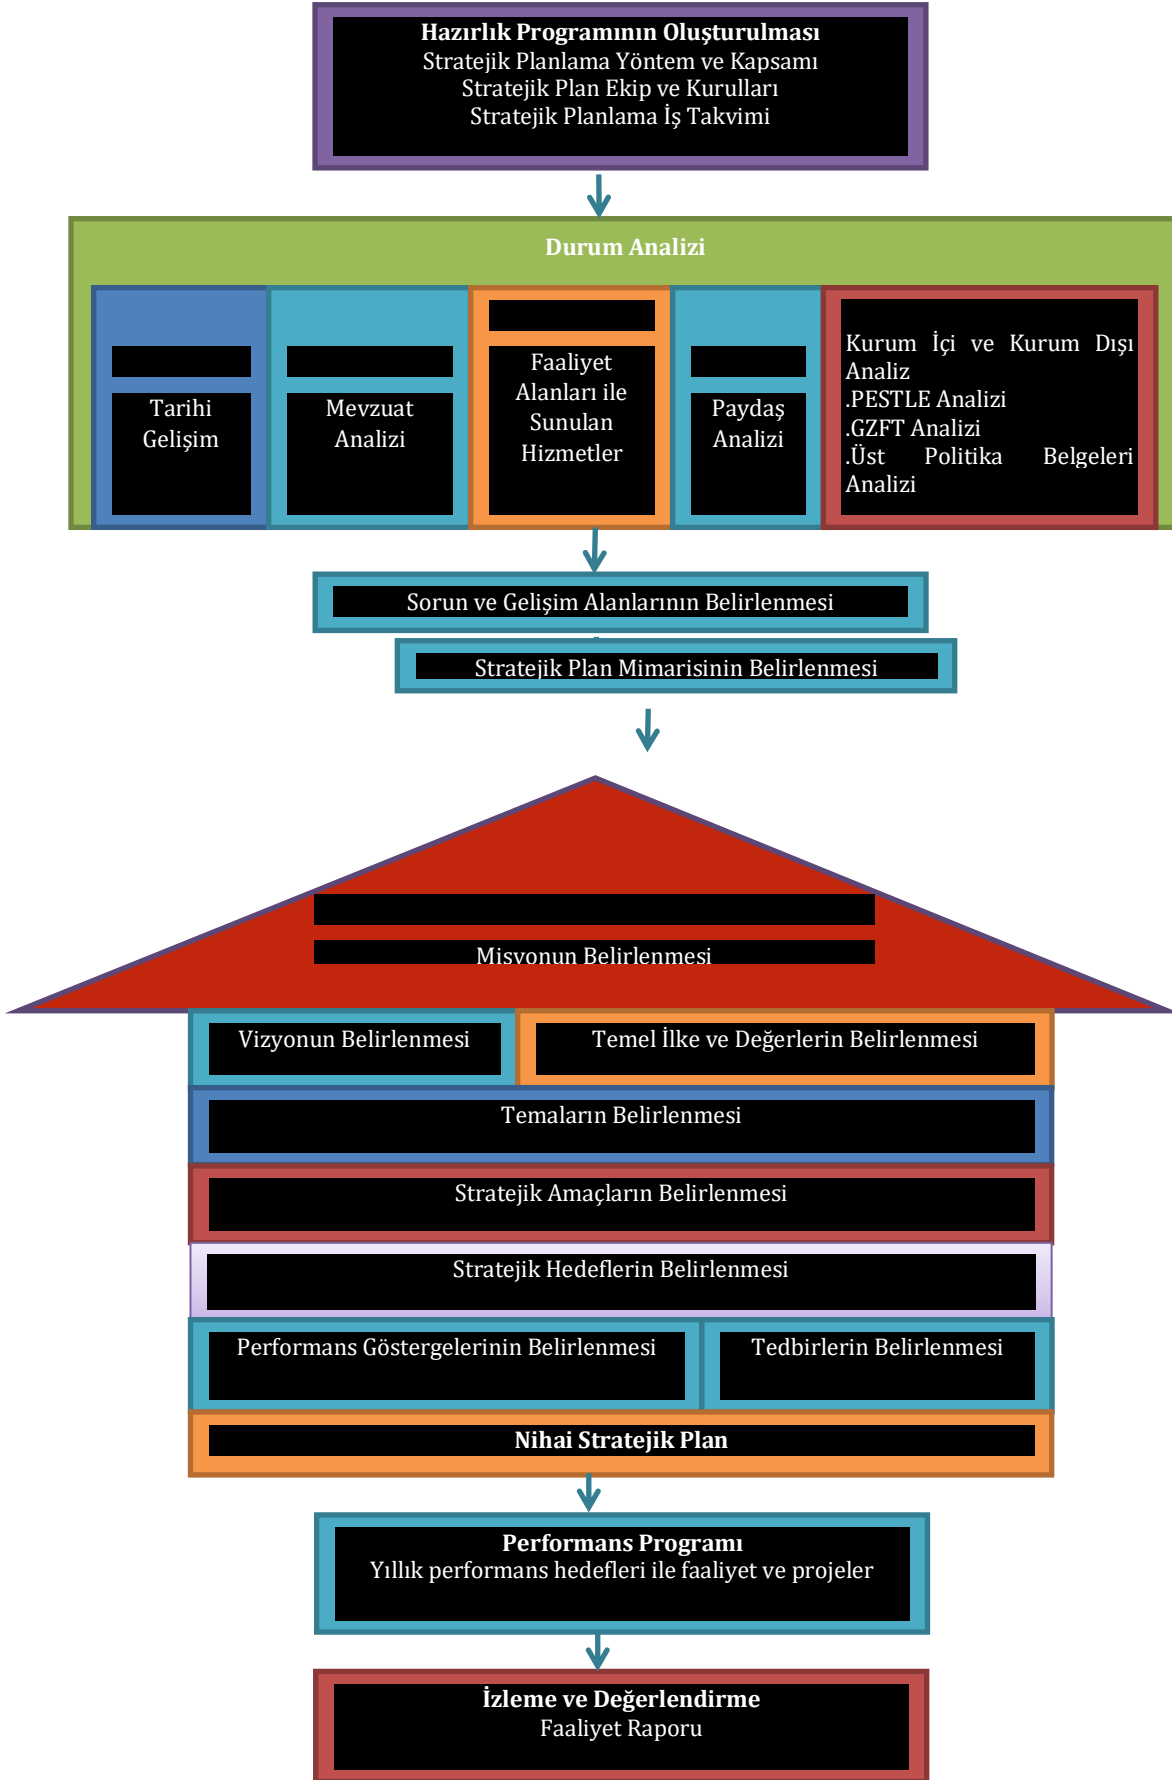 Hazırlık Programının Oluşturulması
Stratejik Planlama Yöntem ve Kapsamı
Stratejik Plan Ekip ve Kurulları
Stratejik Planlama İş Takvimi
Durum Analizi
Tarihi
Gelişim
Mevzuat
Analizi
Faaliyet
Alanları ile
Sunulan
Hizmetler
Paydaş
Analizi
Kurum İçi ve Kurum Dışı
Analiz
.PESTLE Analizi
.GZFT Analizi
.Üst Politika Belgeleri
Analizi
Sorun ve Gelişim Alanlarının Belirlenmesi
Stratejik Plan Mimarisinin Belirlenmesi
Misyonun Belirlenmesi
Vizyonun Belirlenmesi
Temel İlke ve Değerlerin Belirlenmesi
Temaların Belirlenmesi
Stratejik Amaçların Belirlenmesi
Stratejik Hedeflerin Belirlenmesi
Performans Göstergelerinin Belirlenmesi
Tedbirlerin Belirlenmesi
Nihai Stratejik Plan
Performans Programı
Yıllık performans hedefleri ile faaliyet ve projeler
İzleme ve Değerlendirme
Faaliyet Raporu